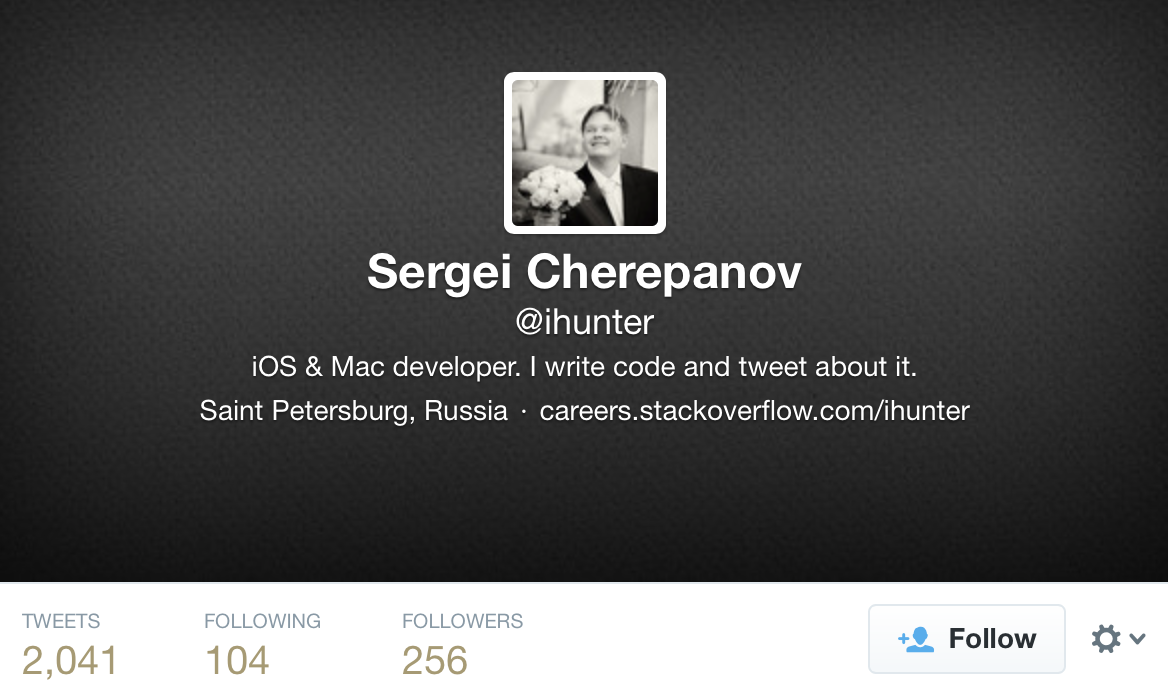 Sergei Cherepanov
@ihunter
iOS & Mac developer. I write code and tweet about it.
Saint Petersburg, Russia · careers.stackoverflow.com/ihunter
TWEETS FOLLOWING FOLLOWERS
2,041 104 256
Follow